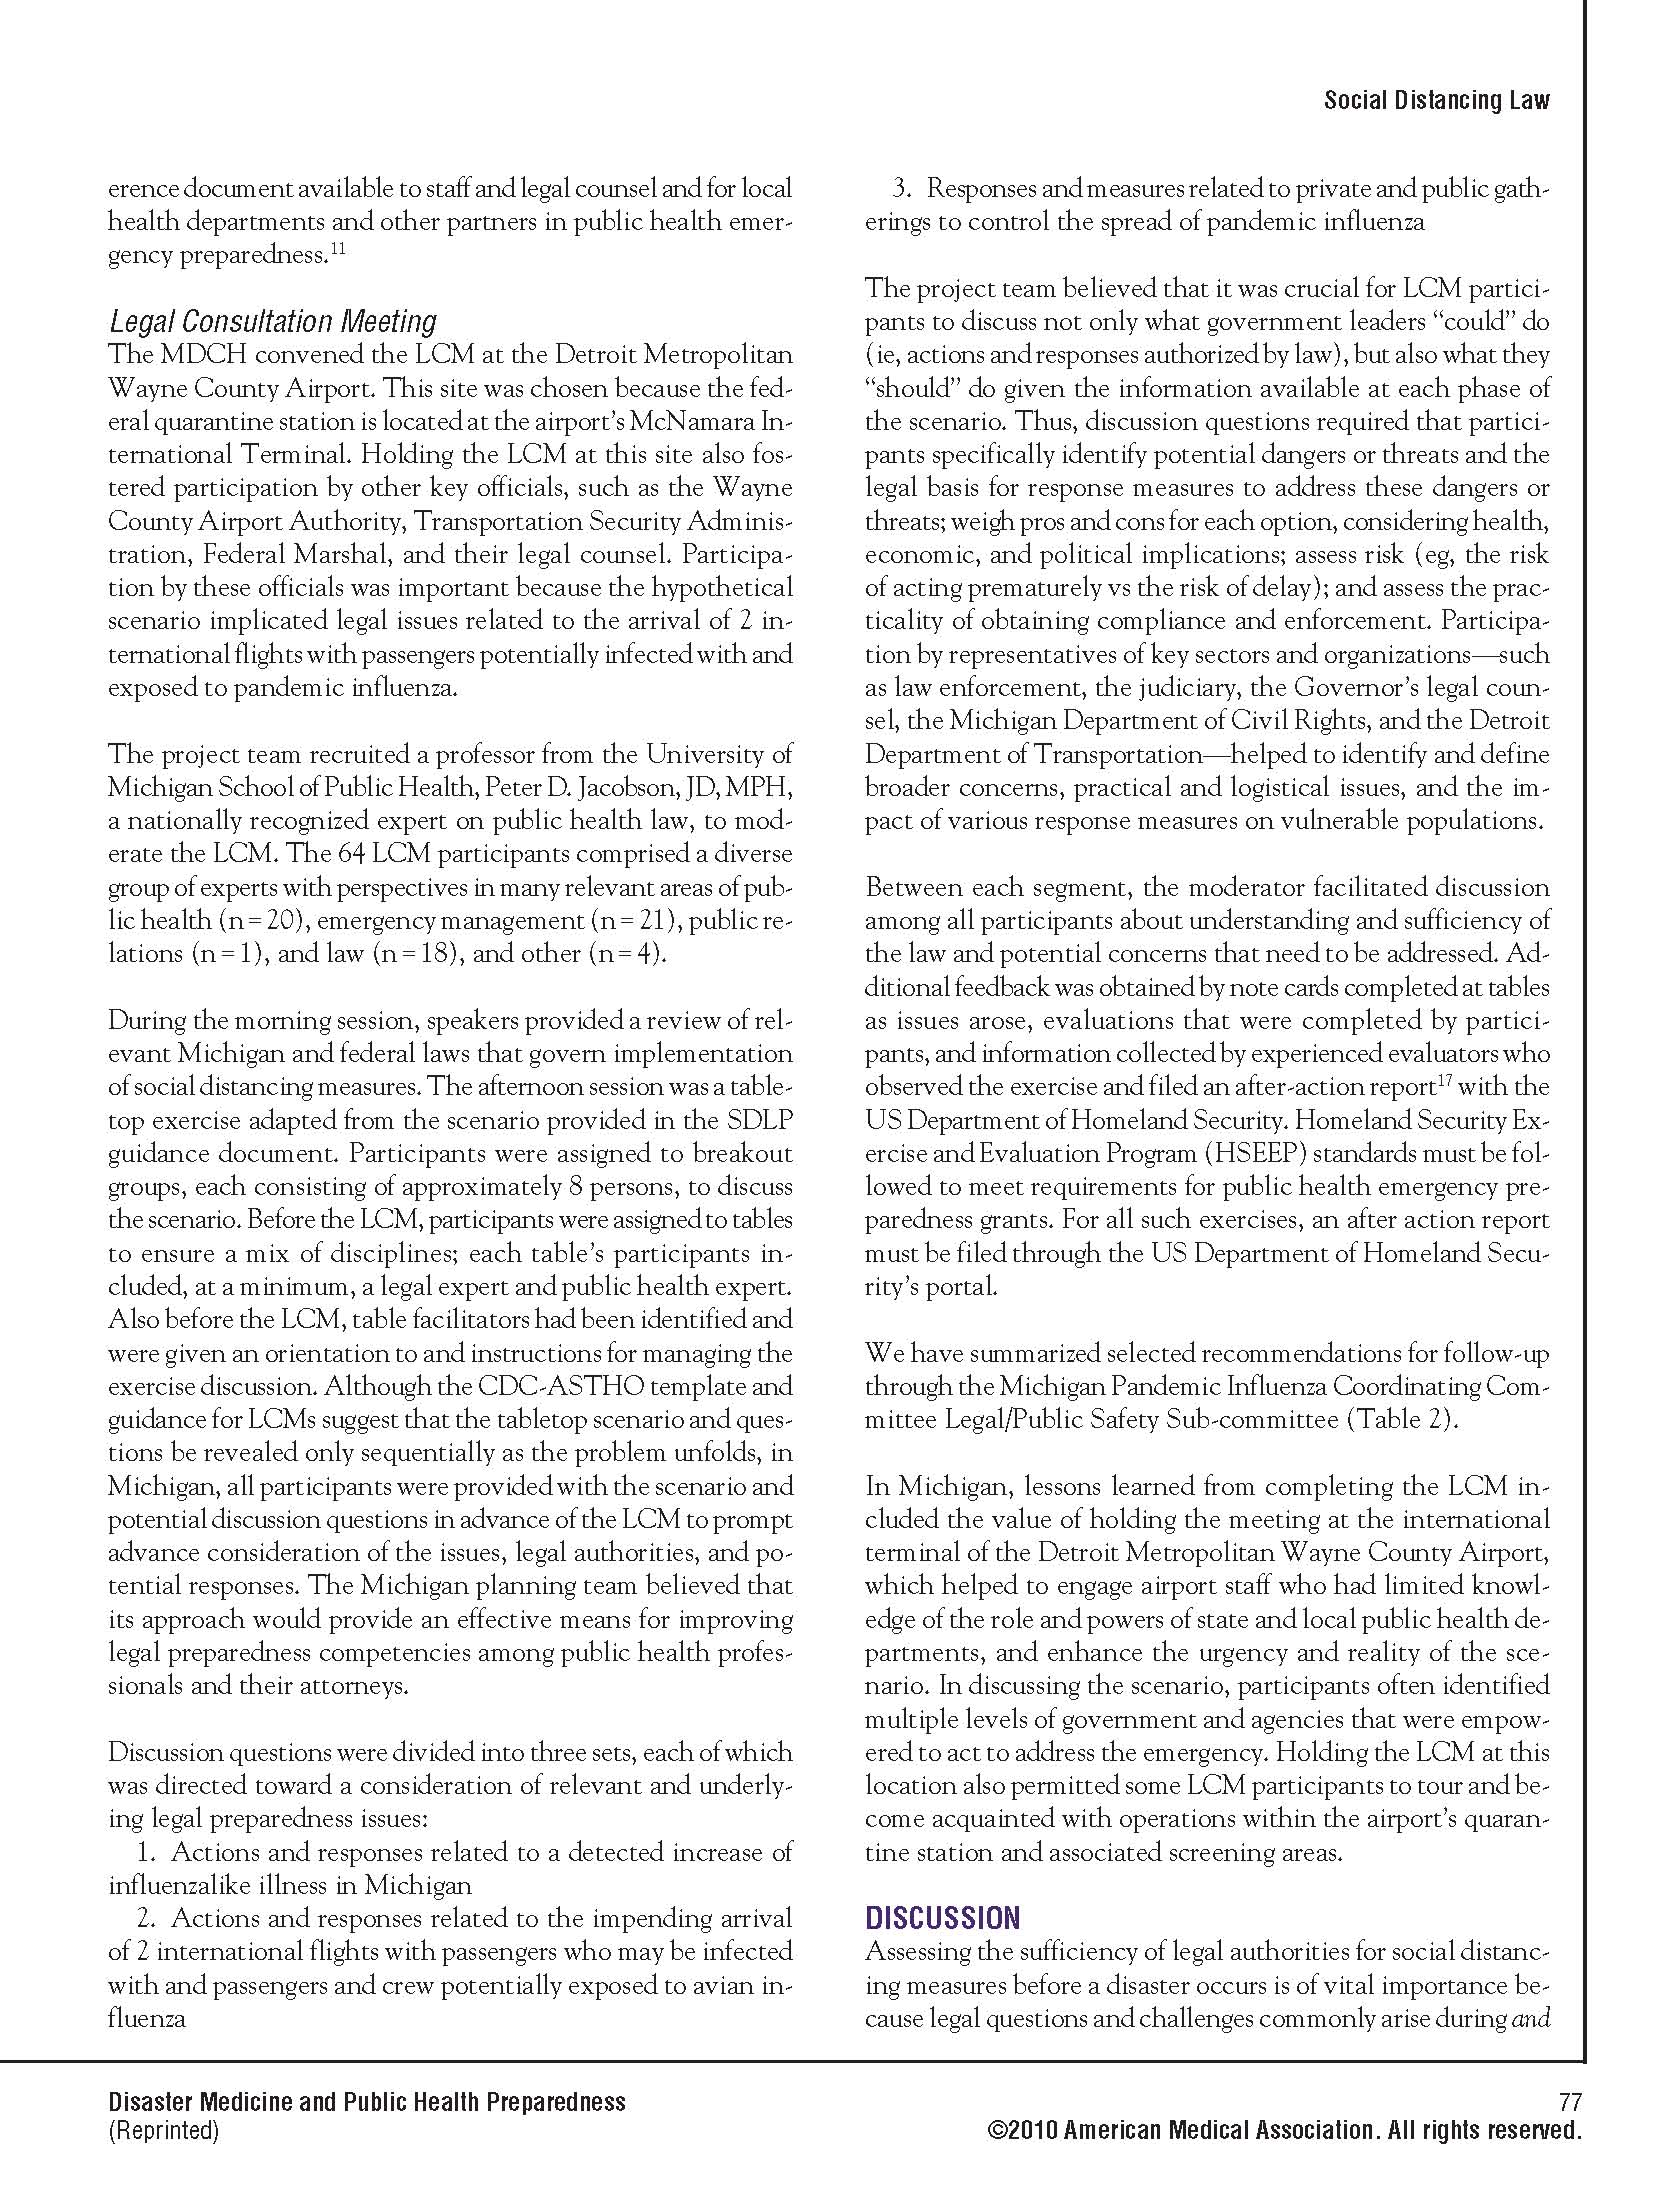 Social Distancing Law
erence document available to staff and legal counsel and for local
health departments and other partners in public health emer-
gency preparedness.11
Legal Consultation Meeting
The MDCH convened the LCM at the Detroit Metropolitan
Wayne County Airport. This site was chosen because the fed-
eral quarantine station is located at the airport’s McNamara In-
ternational Terminal. Holding the LCM at this site also fos-
tered participation by other key officials, such as the Wayne
County Airport Authority, Transportation Security Adminis-
tration, Federal Marshal, and their legal counsel. Participa-
tion by these officials was important because the hypothetical
scenario implicated legal issues related to the arrival of 2 in-
ternational flights with passengers potentially infected with and
exposed to pandemic influenza.
The project team recruited a professor from the University of
Michigan School of Public Health, Peter D. Jacobson, JD, MPH,
a nationally recognized expert on public health law, to mod-
erate the LCM. The 64 LCM participants comprised a diverse
group of experts with perspectives in many relevant areas of pub-
lic health (n = 20), emergency management (n = 21), public re-
lations (n = 1), and law (n = 18), and other (n = 4).
During the morning session, speakers provided a review of rel-
evant Michigan and federal laws that govern implementation
of social distancing measures. The afternoon session was a table-
top exercise adapted from the scenario provided in the SDLP
guidance document. Participants were assigned to breakout
groups, each consisting of approximately 8 persons, to discuss
the scenario. Before the LCM, participants were assigned to tables
to ensure a mix of disciplines; each table’s participants in-
cluded, at a minimum, a legal expert and public health expert.
Also before the LCM, table facilitators had been identified and
were given an orientation to and instructions for managing the
exercise discussion. Although the CDC-ASTHO template and
guidance for LCMs suggest that the tabletop scenario and ques-
tions be revealed only sequentially as the problem unfolds, in
Michigan, all participants were provided with the scenario and
potential discussion questions in advance of the LCM to prompt
advance consideration of the issues, legal authorities, and po-
tential responses. The Michigan planning team believed that
its approach would provide an effective means for improving
legal preparedness competencies among public health profes-
sionals and their attorneys.
Discussion questions were divided into three sets, each of which
was directed toward a consideration of relevant and underly-
ing legal preparedness issues:
1. Actions and responses related to a detected increase of
influenzalike illness in Michigan
2. Actions and responses related to the impending arrival
of 2 international flights with passengers who may be infected
with and passengers and crew potentially exposed to avian in-
fluenza
3. Responses and measures related to private and public gath-
erings to control the spread of pandemic influenza
The project team believed that it was crucial for LCM partici-
pants to discuss not only what government leaders “could” do
(ie, actions and responses authorized by law), but also what they
“should” do given the information available at each phase of
the scenario. Thus, discussion questions required that partici-
pants specifically identify potential dangers or threats and the
legal basis for response measures to address these dangers or
threats; weigh pros and cons for each option, considering health,
economic, and political implications; assess risk (eg, the risk
of acting prematurely vs the risk of delay); and assess the prac-
ticality of obtaining compliance and enforcement. Participa-
tion by representatives of key sectors and organizations—such
as law enforcement, the judiciary, the Governor’s legal coun-
sel, the Michigan Department of Civil Rights, and the Detroit
Department of Transportation—helped to identify and define
broader concerns, practical and logistical issues, and the im-
pact of various response measures on vulnerable populations.
Between each segment, the moderator facilitated discussion
among all participants about understanding and sufficiency of
the law and potential concerns that need to be addressed. Ad-
ditional feedback was obtained by note cards completed at tables
as issues arose, evaluations that were completed by partici-
pants, and information collected by experienced evaluators who
observed the exercise and filed an after-action report17 with the
US Department of Homeland Security. Homeland Security Ex-
ercise and Evaluation Program (HSEEP) standards must be fol-
lowed to meet requirements for public health emergency pre-
paredness grants. For all such exercises, an after action report
must be filed through the US Department of Homeland Secu-
rity’s portal.
We have summarized selected recommendations for follow-up
through the Michigan Pandemic Influenza Coordinating Com-
mittee Legal/Public Safety Sub-committee (Table 2).
In Michigan, lessons learned from completing the LCM in-
cluded the value of holding the meeting at the international
terminal of the Detroit Metropolitan Wayne County Airport,
which helped to engage airport staff who had limited knowl-
edge of the role and powers of state and local public health de-
partments, and enhance the urgency and reality of the sce-
nario. In discussing the scenario, participants often identified
multiple levels of government and agencies that were empow-
ered to act to address the emergency. Holding the LCM at this
location also permitted some LCM participants to tour and be-
come acquainted with operations within the airport’s quaran-
tine station and associated screening areas.
DISCUSSION
Assessing the sufficiency of legal authorities for social distanc-
ing measures before a disaster occurs is of vital importance be-
cause legal questions and challenges commonly arise during and
Disaster Medicine and Public Health Preparedness
77
(Reprinted)
©2010 American Medical Association. All rights reserved.